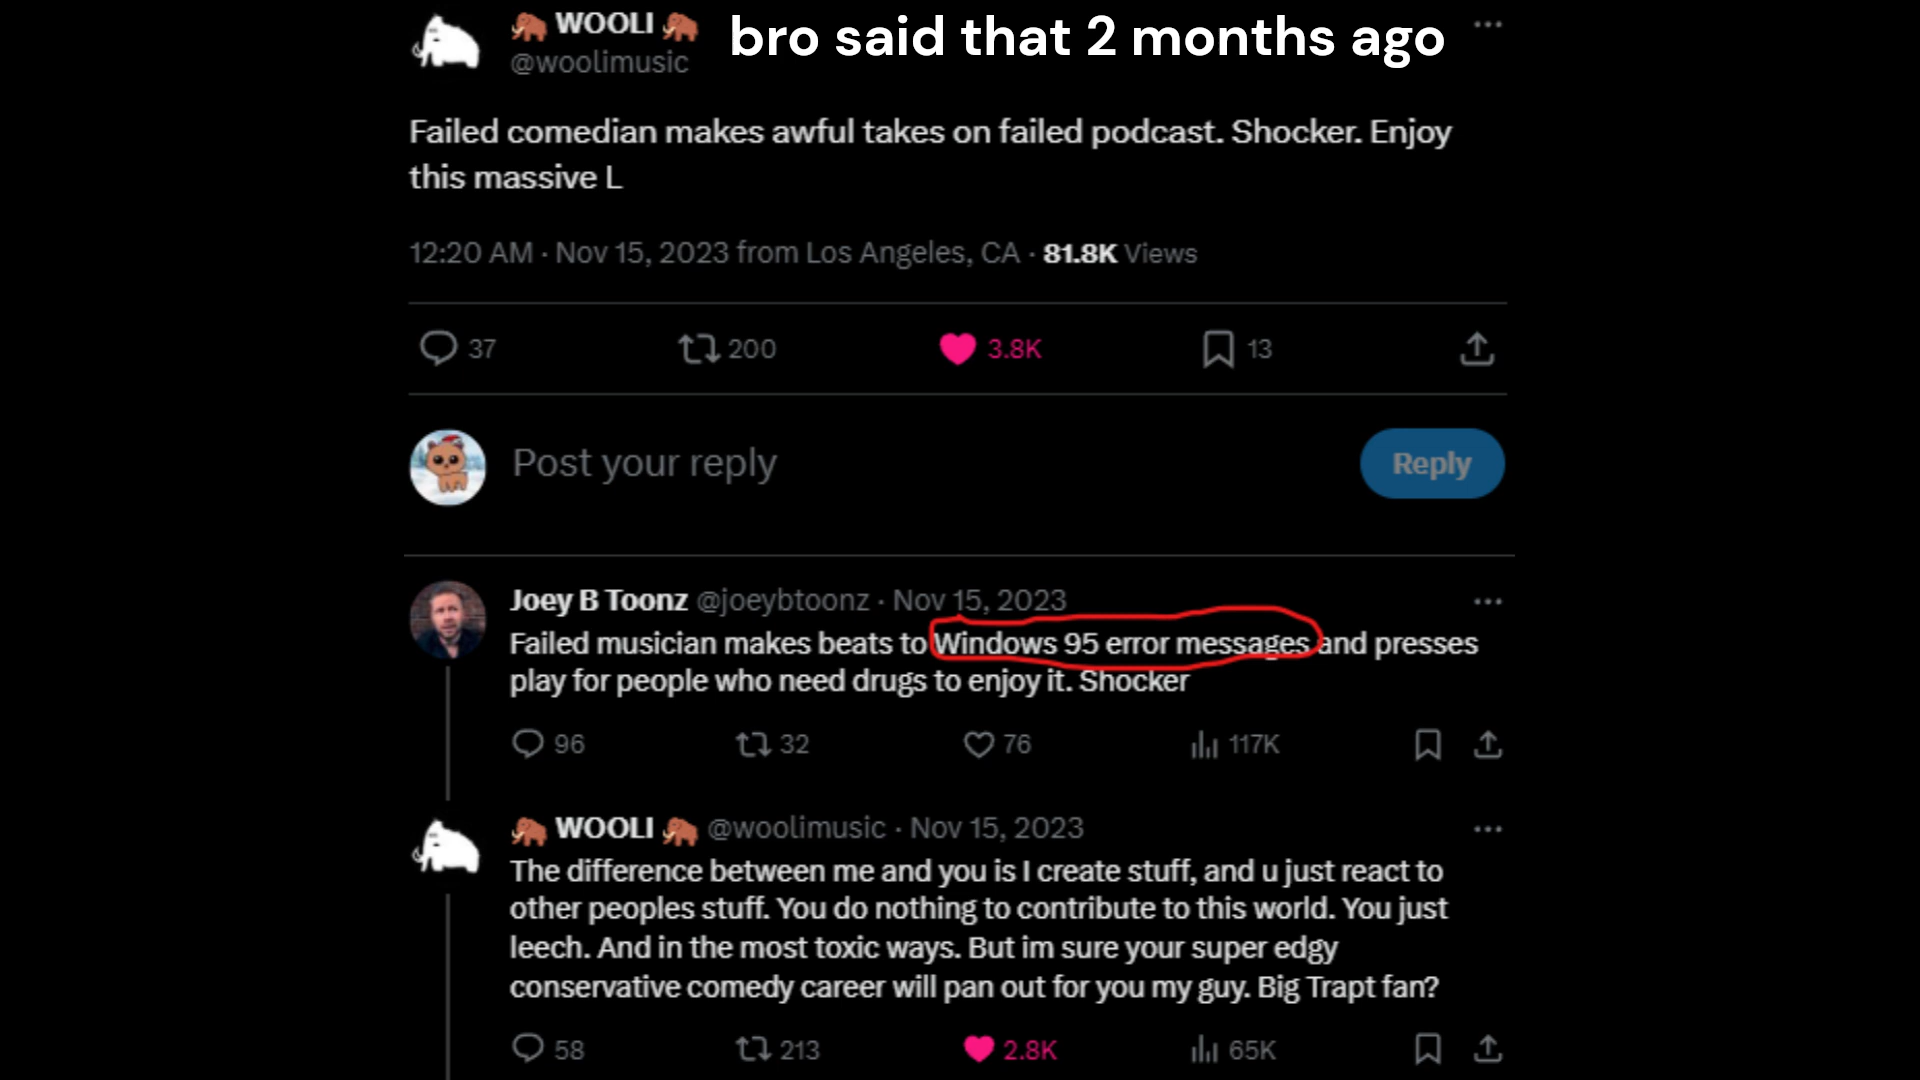 WOOLI
bro said that 2 months ago
@woolimusic
Failed comedian makes awful takes on failed podcast. Shocker. Enjoy
this massive L
12:20 AM · Nov 15, 2023 from Los Angeles, CA · 81.8K Views
37 200 3.8K 13
Post your reply
Reply
Joey B Toonz @joeybtoonz · Nov 15, 2023
Failed musician makes beats to Windows 95 error messages and presses
play for people who need drugs to enjoy it. Shocker
96 32 76 117K
WOOLI @woolimusic · Nov 15, 2023
The difference between me and you is I create stuff, and u just react to
other peoples stuff. You do nothing to contribute to this world. You just
leech. And in the most toxic ways. But im sure your super edgy
conservative comedy career will pan out for you my guy. Big Trapt fan?
58 213 2.8K 65K